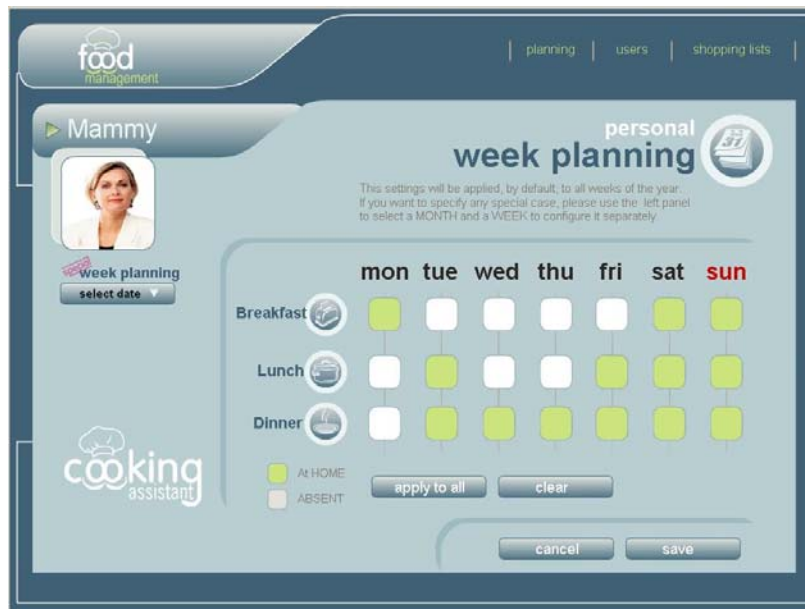 food
management
planning
users
shopping lists
Mammy
personal
week planning
This settings will be applied, by default, to all weeks of the year.
If you want to specify any special case, please use the left panel
to select a MONTH and a WEEK to configure it separately.
week planning
select date
mon tue wed thu fri sat sun
Breakfast
Lunch
Dinner
At HOME
ABSENT
apply to all
clear
cooking
assistant
cancel
save